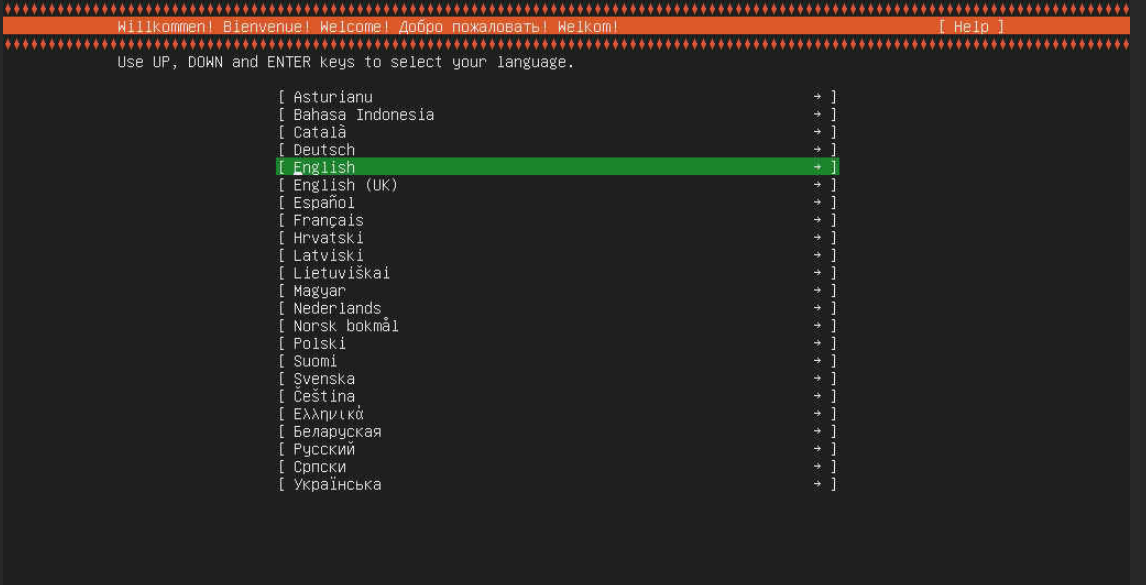 Willkommen! Bienvenue! Welcome! Добро пожаловать! Welkom! [ Help ]
Use UP, DOWN and ENTER keys to select your language.
[ Asturianu → ]
[ Bahasa Indonesia → ]
[ Català → ]
[ Deutsch → ]
[ English → ]
[ English (UK) → ]
[ Español → ]
[ Français → ]
[ Hrvatski → ]
[ Latviski → ]
[ Lietuviškai → ]
[ Magyar → ]
[ Nederlands → ]
[ Norsk bokmål → ]
[ Polski → ]
[ Suomi → ]
[ Svenska → ]
[ Čeština → ]
[ Ελληνικά → ]
[ Беларуская → ]
[ Русский → ]
[ Српски → ]
[ Українська → ]